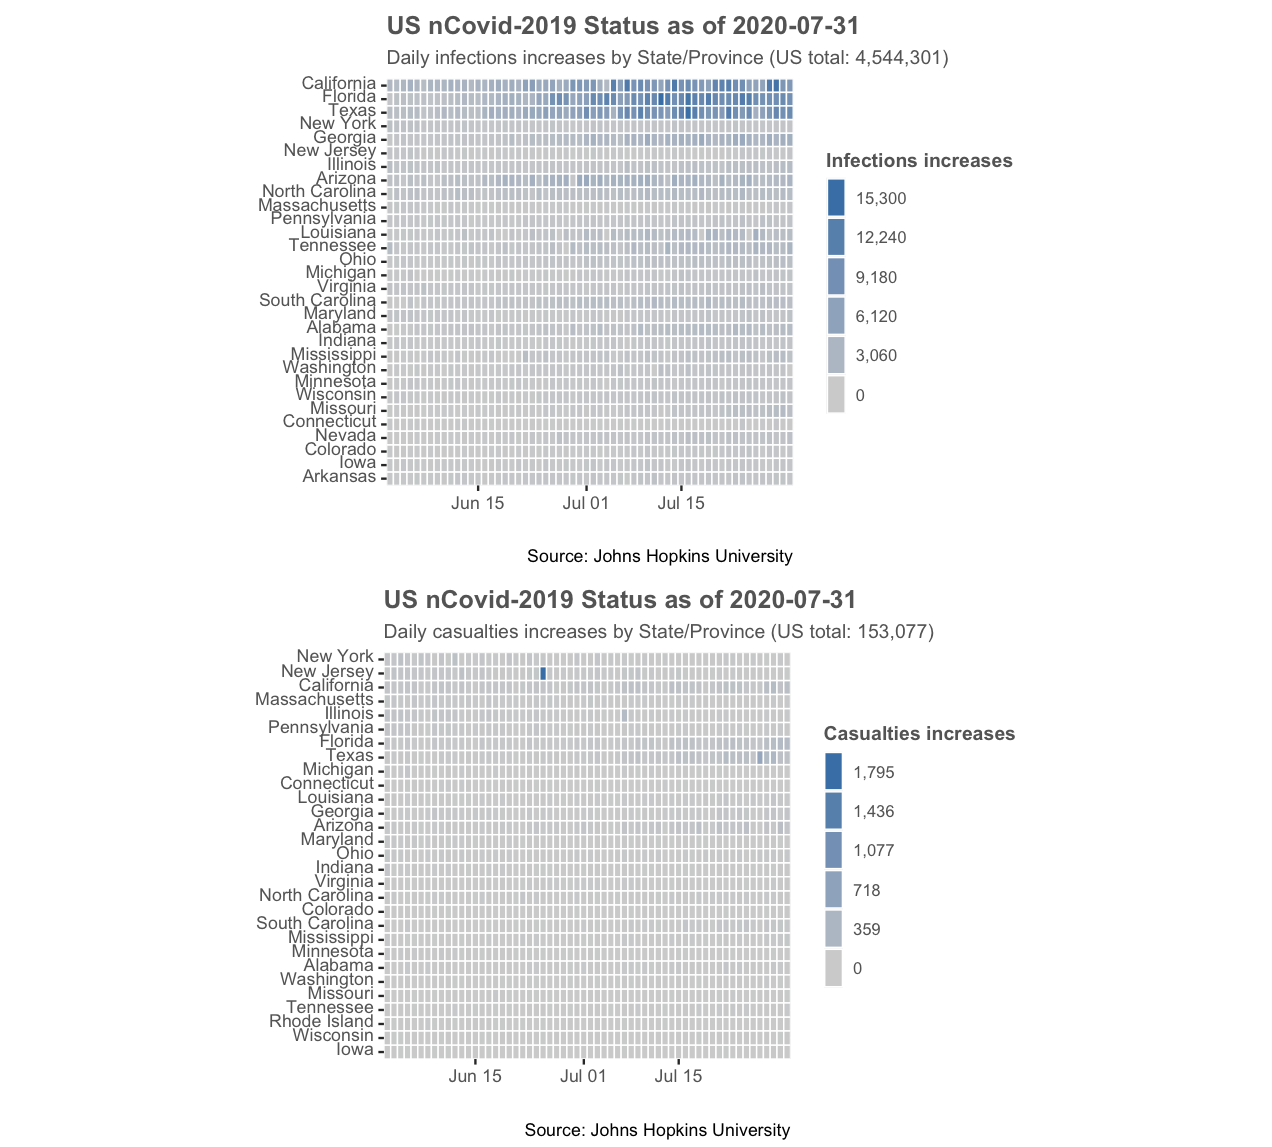 US nCovid-2019 Status as of 2020-07-31
Daily infections increases by State/Province (US total: 4,544,301)
California
Florida
Texas
New York
Georgia
New Jersey
Illinois
Arizona
North Carolina
Massachusetts
Pennsylvania
Louisiana
Tennessee
Ohio
Michigan
Virginia
South Carolina
Maryland
Alabama
Indiana
Mississippi
Washington
Minnesota
Wisconsin
Missouri
Connecticut
Nevada
Colorado
Iowa
Arkansas
Jun 15 Jul 01 Jul 15
Infections increases
15,300
12,240
9,180
6,120
3,060
0
Source: Johns Hopkins University
US nCovid-2019 Status as of 2020-07-31
Daily casualties increases by State/Province (US total: 153,077)
New York
New Jersey
California
Massachusetts
Illinois
Pennsylvania
Florida
Texas
Michigan
Connecticut
Louisiana
Georgia
Arizona
Maryland
Ohio
Indiana
Virginia
North Carolina
Colorado
South Carolina
Mississippi
Minnesota
Alabama
Washington
Missouri
Tennessee
Rhode Island
Wisconsin
Iowa
Jun 15 Jul 01 Jul 15
Casualties increases
1,795
1,436
1,077
718
359
0
Source: Johns Hopkins University